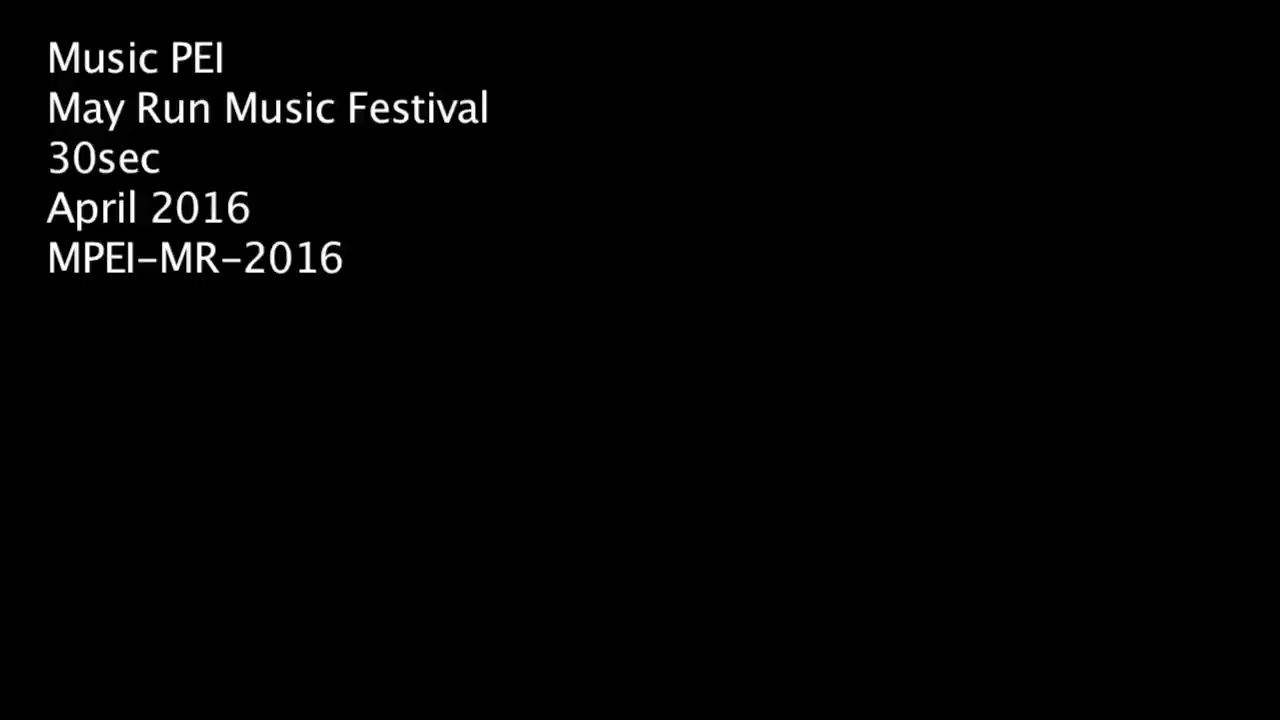 Music PEI
May Run Music Festival
30sec
April 2016
MPEI-MR-2016